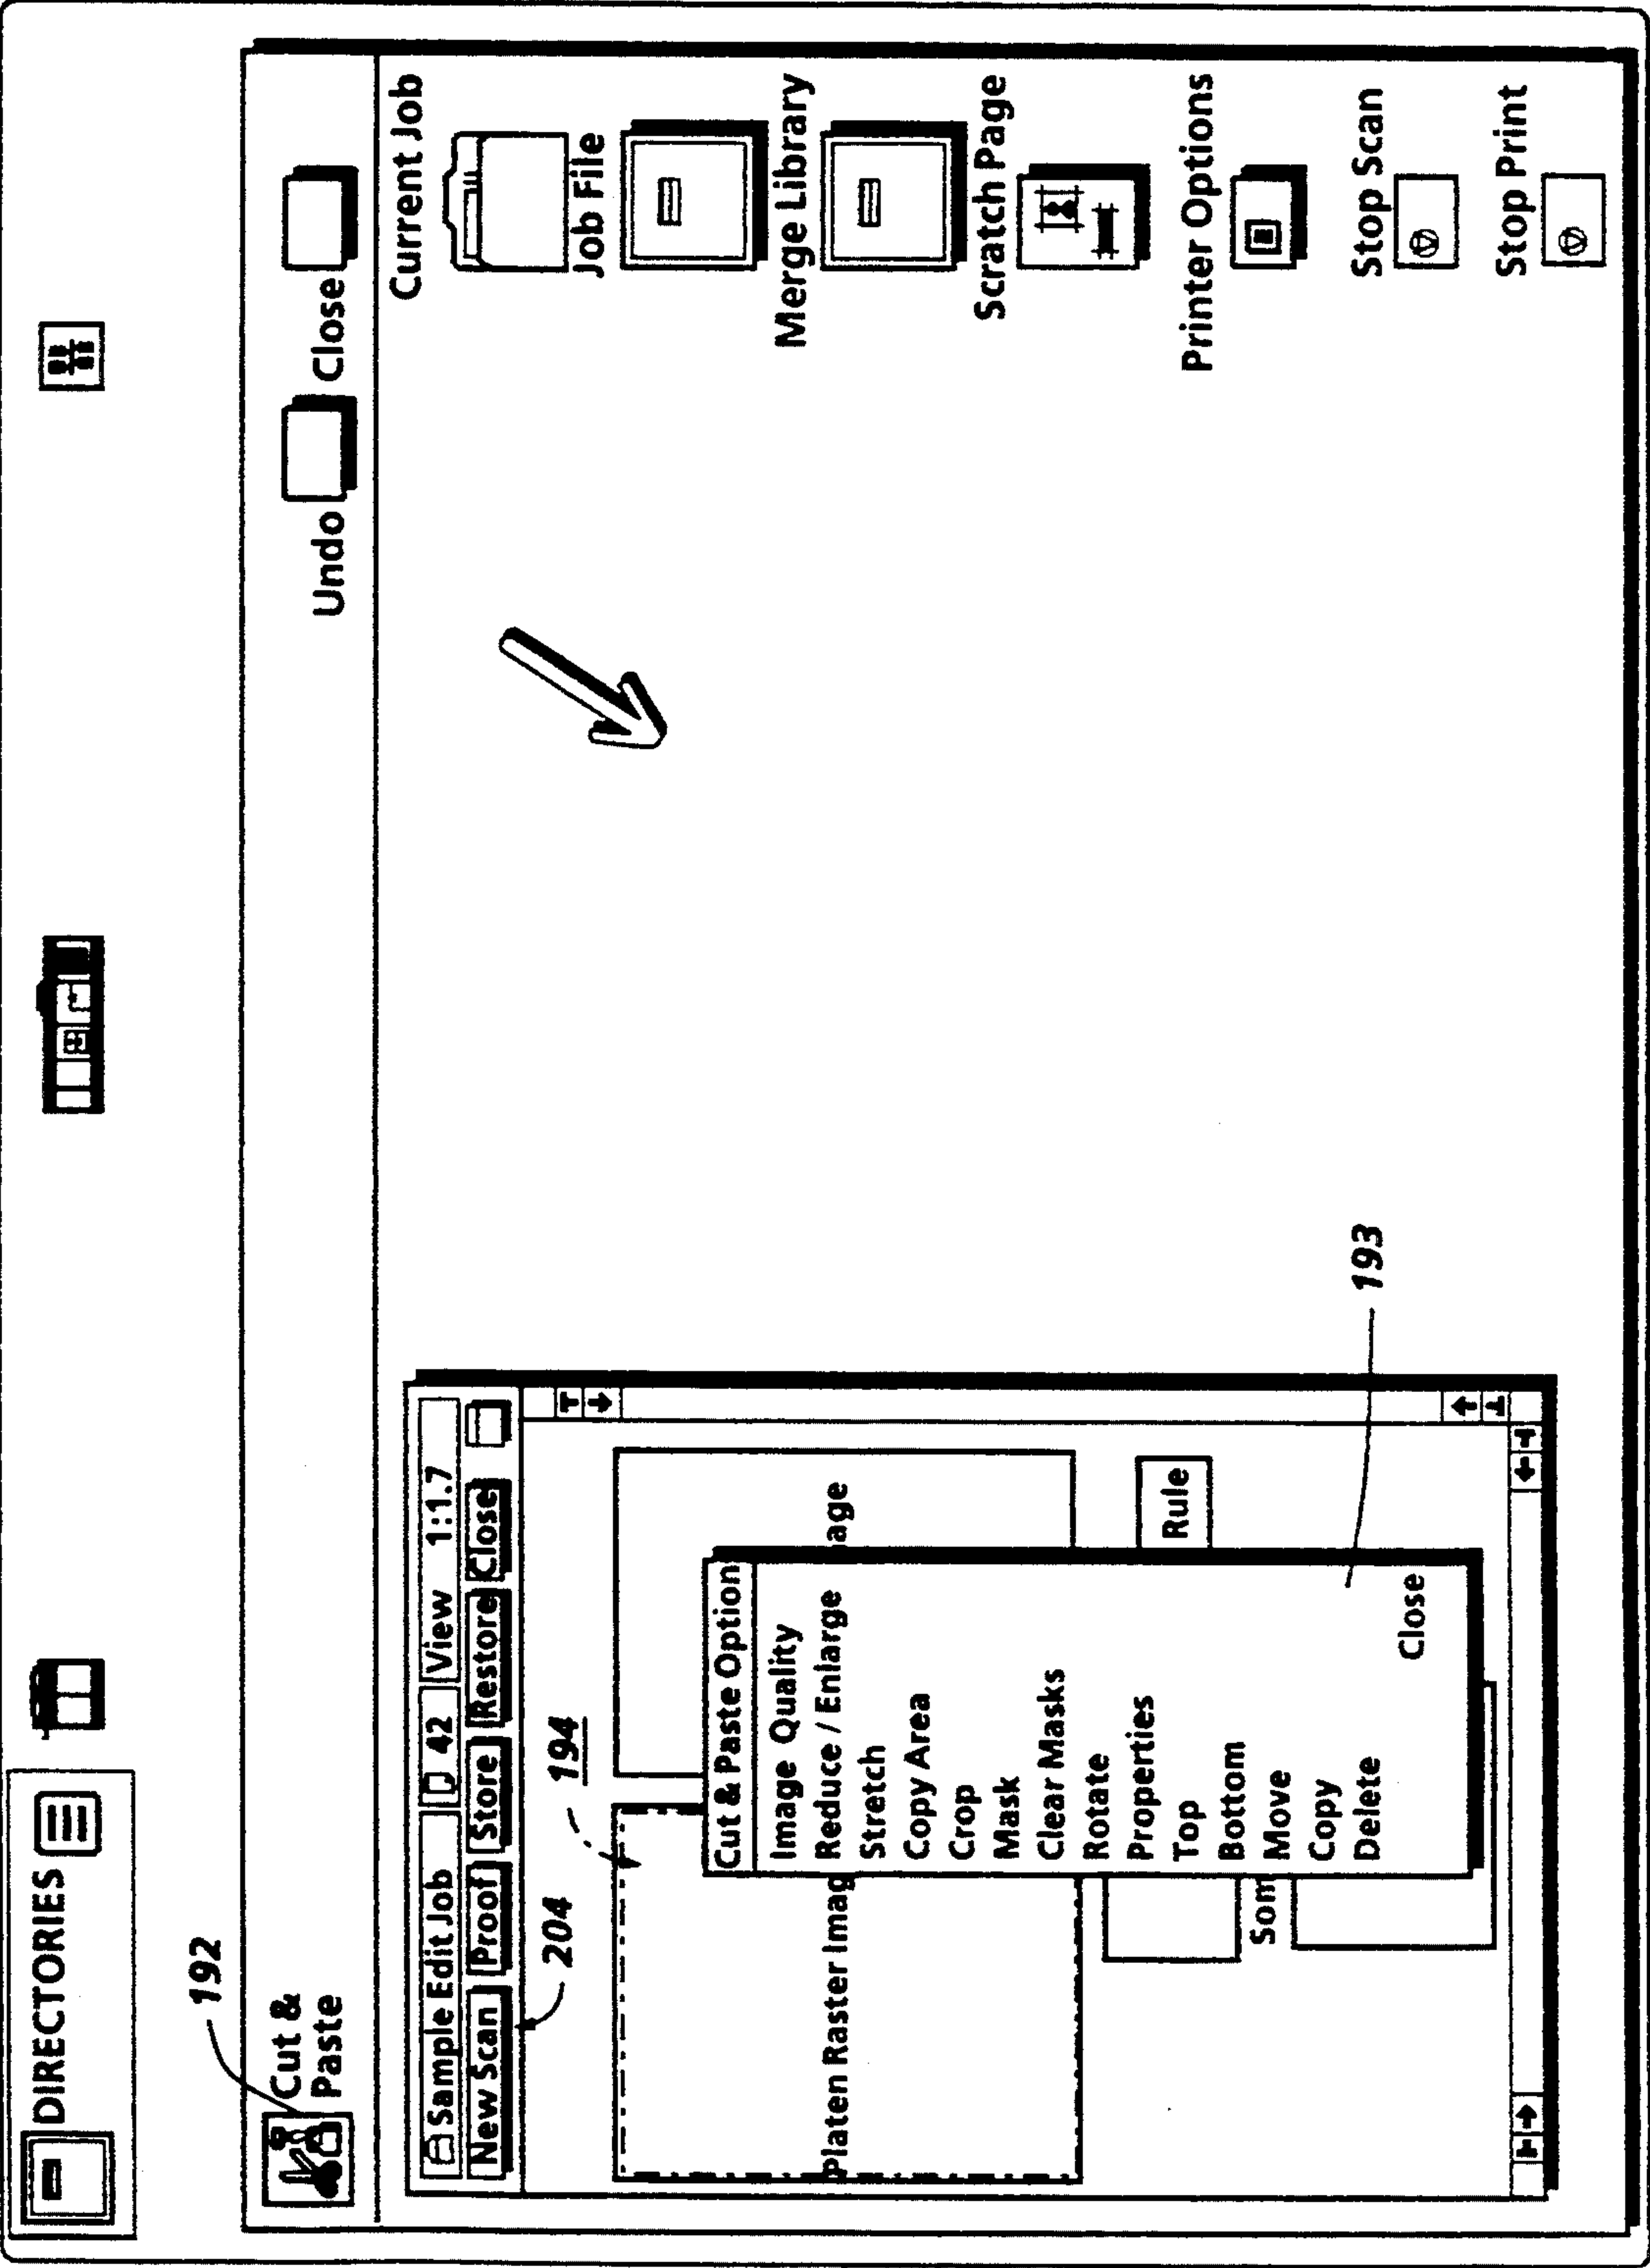 DIRECTORIES
192
Cut &
Paste
Undo
Close
Sample Edit Job
42
View 1:1.7
New Scan
Proof
Store
Restore
Close
204
194
Platen Raster Imag
age
Cut & Paste Option
Image Quality
Reduce / Enlarge
Stretch
Copy Area
Crop
Mask
Clear Masks
Rotate
Properties
Top
Bottom
Move
Copy
Delete
Close
Rule
Som
193
Current Job
Job File
Merge Library
Scratch Page
Printer Options
Stop Scan
Stop Print